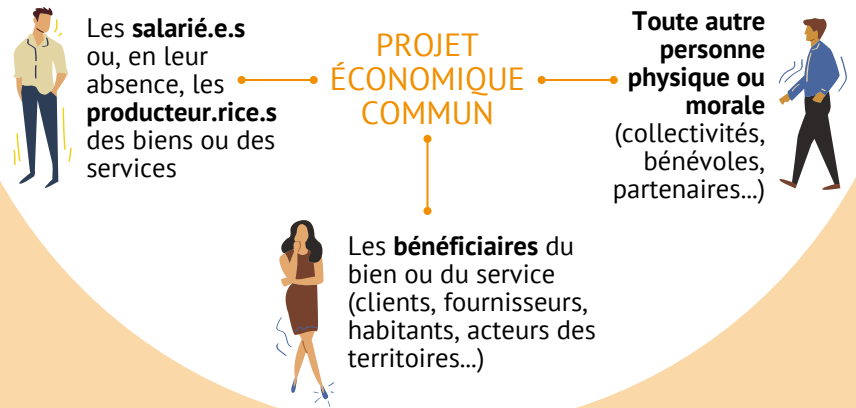 Les salarié.e.s
ou, en leur
absence, les
producteur.rice.s
des biens ou des
services
PROJET
ÉCONOMIQUE
COMMUN
Toute autre
personne
physique ou
morale
(collectivités,
bénévoles,
partenaires...)
Les bénéficiaires du
bien ou du service
(clients, fournisseurs,
habitants, acteurs des
territoires...)